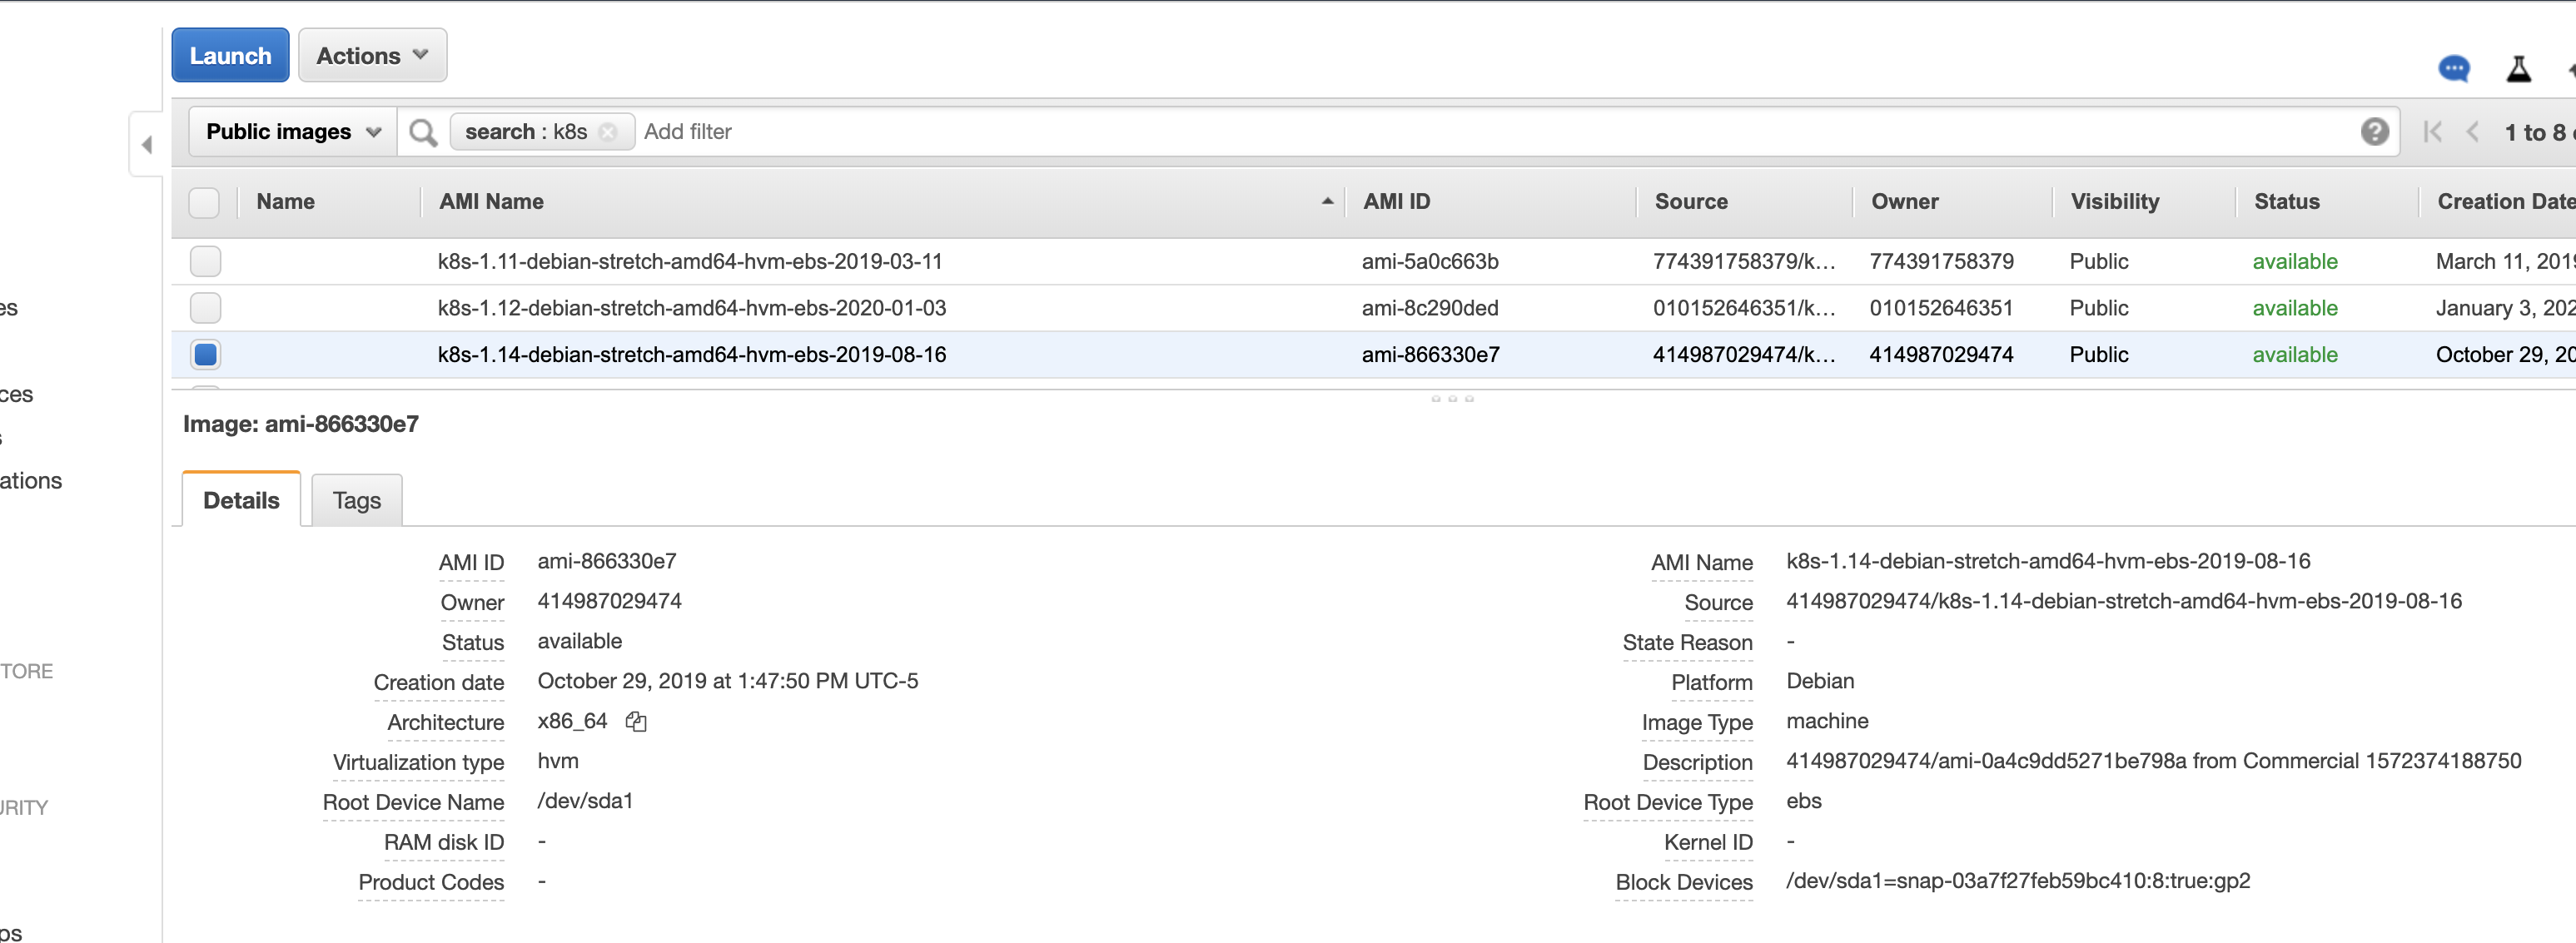 Launch Actions
Public images search : k8s Add filter 1 to 8
Name AMI Name AMI ID Source Owner Visibility Status Creation Date
k8s-1.11-debian-stretch-amd64-hvm-ebs-2019-03-11 ami-5a0c663b 774391758379/k... 774391758379 Public available March 11, 2019
k8s-1.12-debian-stretch-amd64-hvm-ebs-2020-01-03 ami-8c290ded 010152646351/k... 010152646351 Public available January 3, 202
k8s-1.14-debian-stretch-amd64-hvm-ebs-2019-08-16 ami-866330e7 414987029474/k... 414987029474 Public available October 29, 20
es
ces
ations
TORE
URITY
ps
Image: ami-866330e7
Details Tags
AMI ID ami-866330e7
Owner 414987029474
Status available
Creation date October 29, 2019 at 1:47:50 PM UTC-5
Architecture x86_64
Virtualization type hvm
Root Device Name /dev/sda1
RAM disk ID -
Product Codes -
AMI Name k8s-1.14-debian-stretch-amd64-hvm-ebs-2019-08-16
Source 414987029474/k8s-1.14-debian-stretch-amd64-hvm-ebs-2019-08-16
State Reason -
Platform Debian
Image Type machine
Description 414987029474/ami-0a4c9dd5271be798a from Commercial 1572374188750
Root Device Type ebs
Kernel ID -
Block Devices /dev/sda1=snap-03a7f27feb59bc410:8:true:gp2